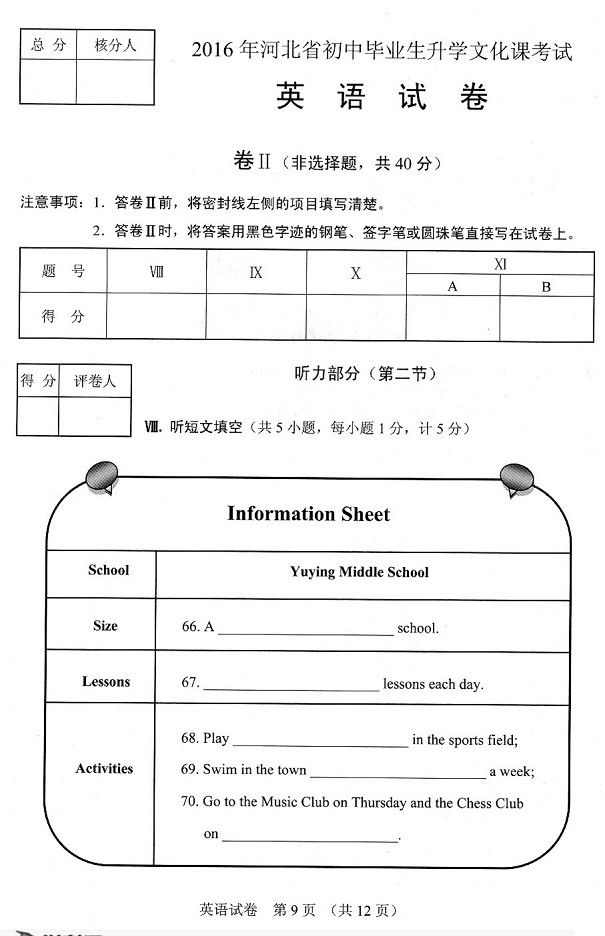 总 分 核分人
2016年河北省初中毕业生升学文化课考试
英 语 试 卷
卷Ⅱ(非选择题,共40分)
注意事项:1.答卷Ⅱ前,将密封线左侧的项目填写清楚。
2.答卷Ⅱ时,将答案用黑色字迹的钢笔、签字笔或圆珠笔直接写在试卷上。
题 号 Ⅷ Ⅸ Ⅹ Ⅺ
A B
得 分
得 分 评卷人
听力部分(第二节)
Ⅷ. 听短文填空(共5小题,每小题1分,计5分)
Information Sheet
School Yuying Middle School
Size 66. A ____________ school.
Lessons 67. ____________ lessons each day.
Activities
68. Play ____________ in the sports field;
69. Swim in the town ____________ a week;
70. Go to the Music Club on Thursday and the Chess Club
on ____________.
英语试卷 第9页 (共12页)